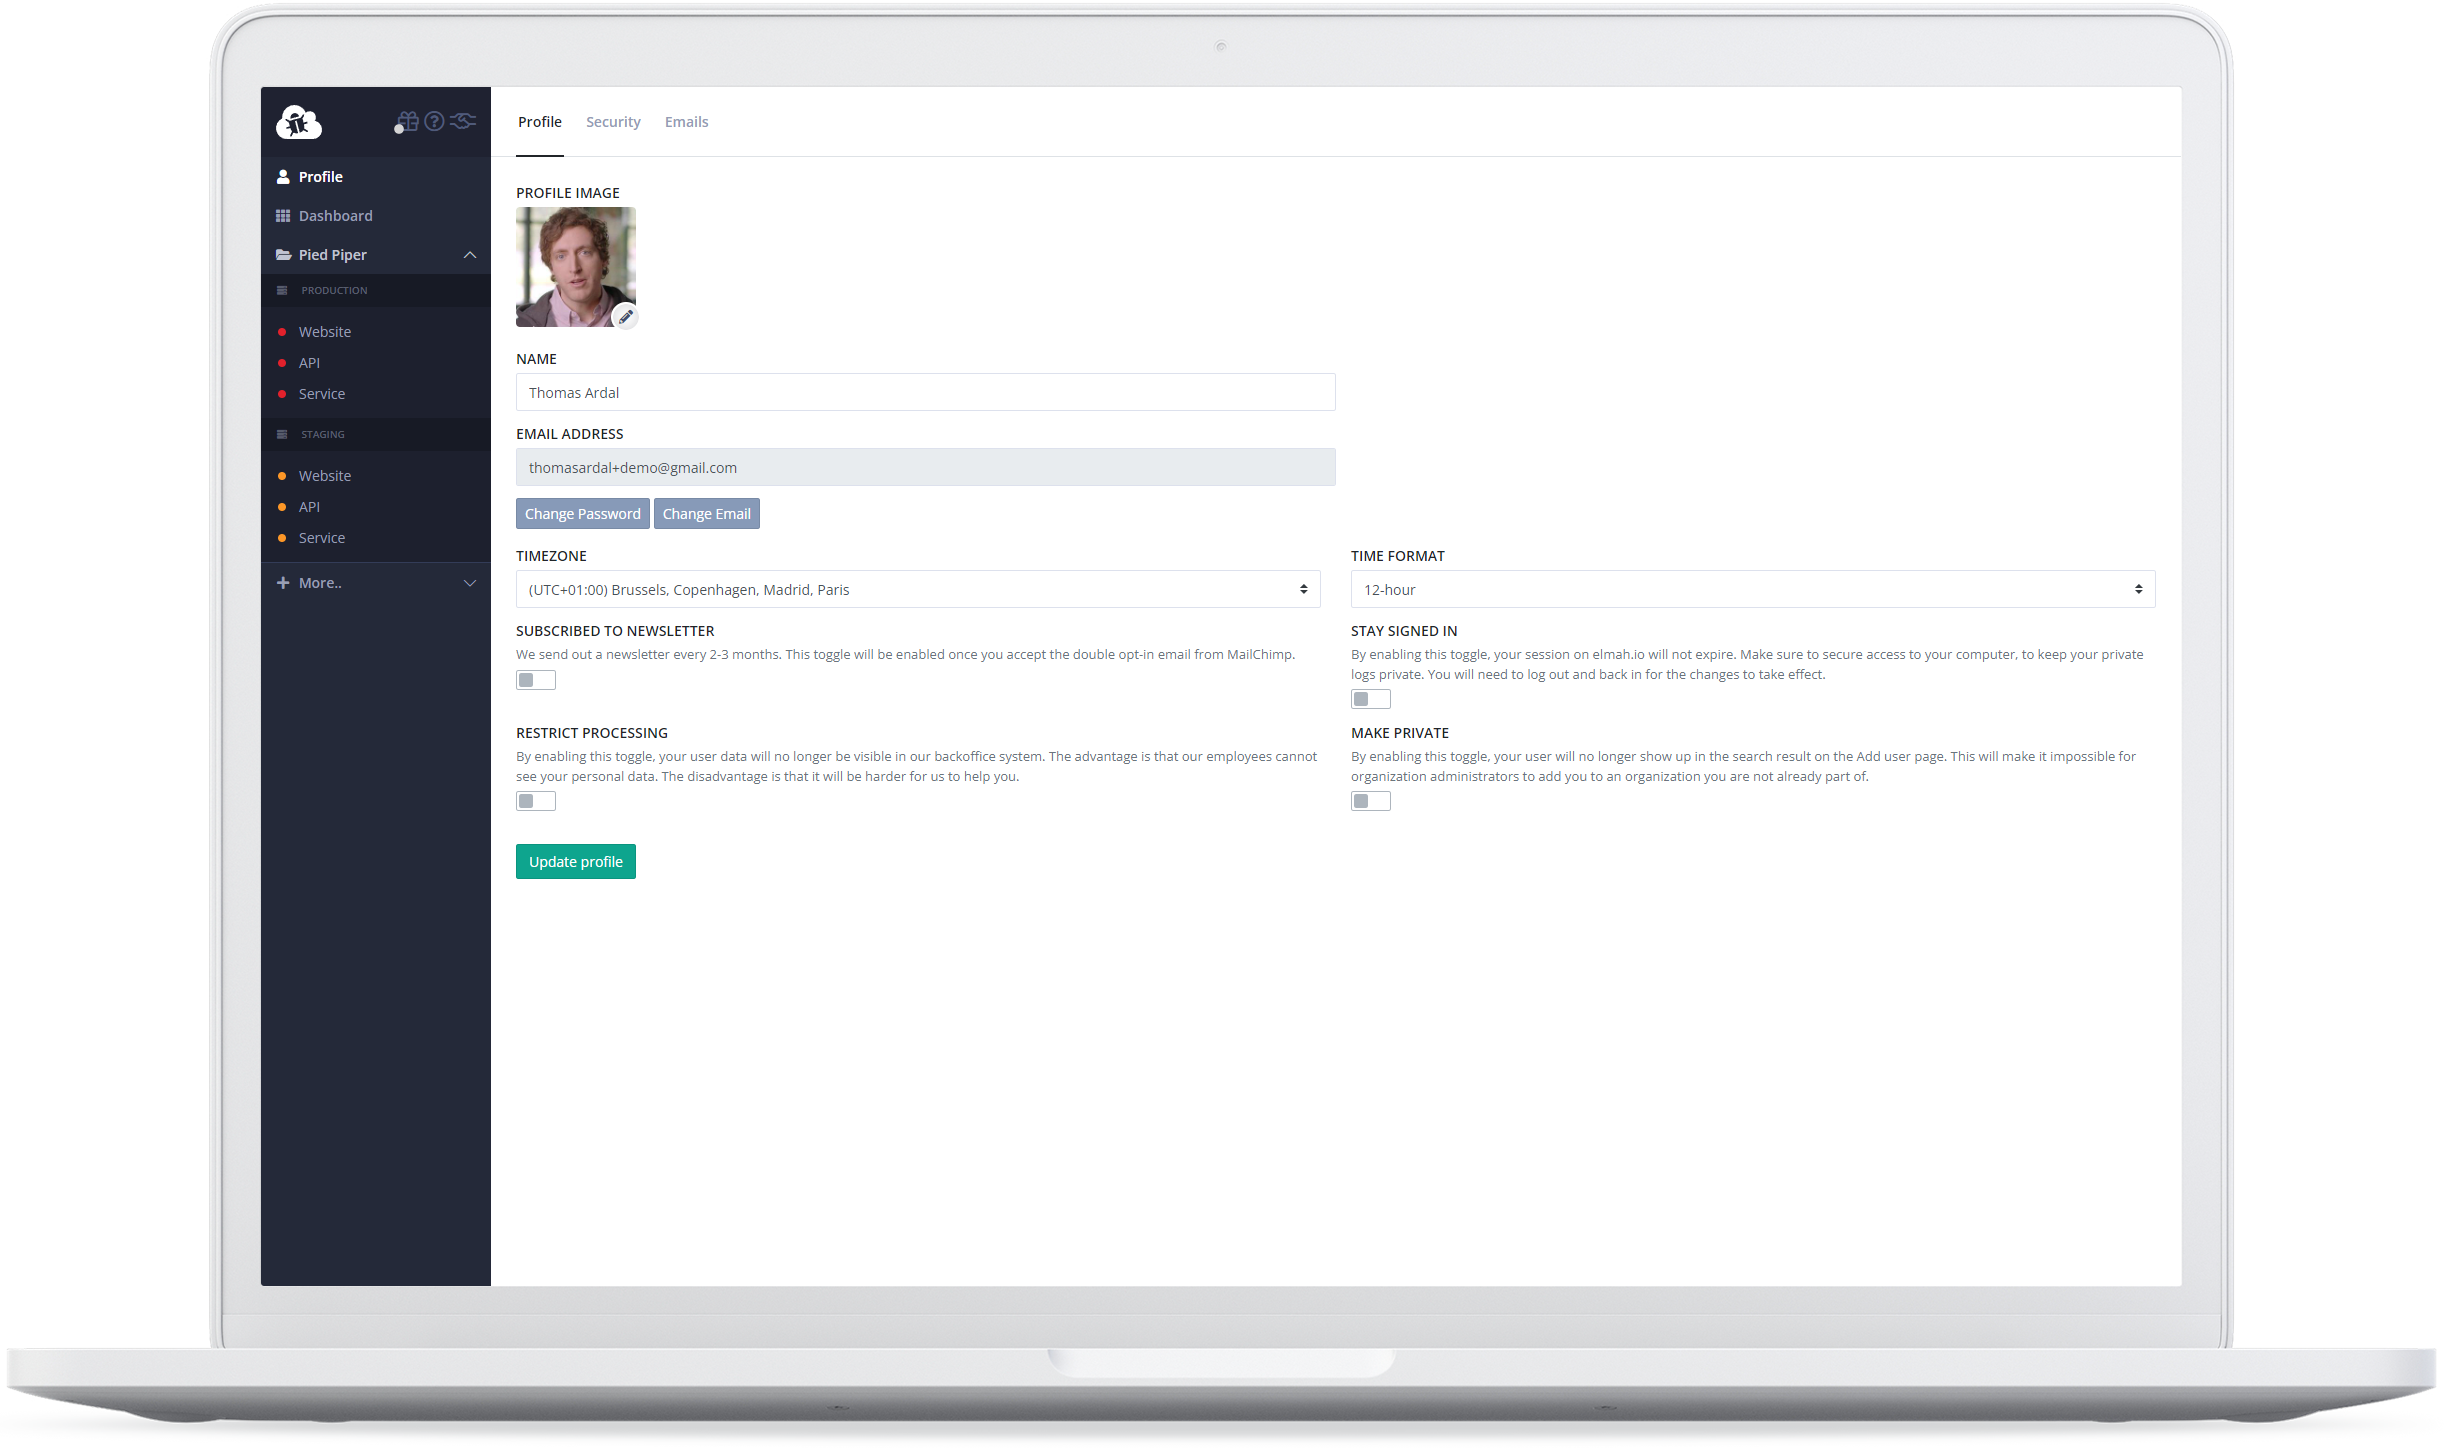 Profile
Dashboard
Pied Piper
PRODUCTION
Website
API
Service
STAGING
Website
API
Service
More..
Profile Security Emails
PROFILE IMAGE
NAME
Thomas Ardal
EMAIL ADDRESS
thomasardal+demo@gmail.com
Change Password Change Email
TIMEZONE
(UTC+01:00) Brussels, Copenhagen, Madrid, Paris
TIME FORMAT
12-hour
SUBSCRIBED TO NEWSLETTER
We send out a newsletter every 2-3 months. This toggle will be enabled once you accept the double opt-in email from MailChimp.
STAY SIGNED IN
By enabling this toggle, your session on elmah.io will not expire. Make sure to secure access to your computer, to keep your private
logs private. You will need to log out and back in for the changes to take effect.
RESTRICT PROCESSING
By enabling this toggle, your user data will no longer be visible in our backoffice system. The advantage is that our employees cannot
see your personal data. The disadvantage is that it will be harder for us to help you.
MAKE PRIVATE
By enabling this toggle, your user will no longer show up in the search result on the Add user page. This will make it impossible for
organization administrators to add you to an organization you are not already part of.
Update profile